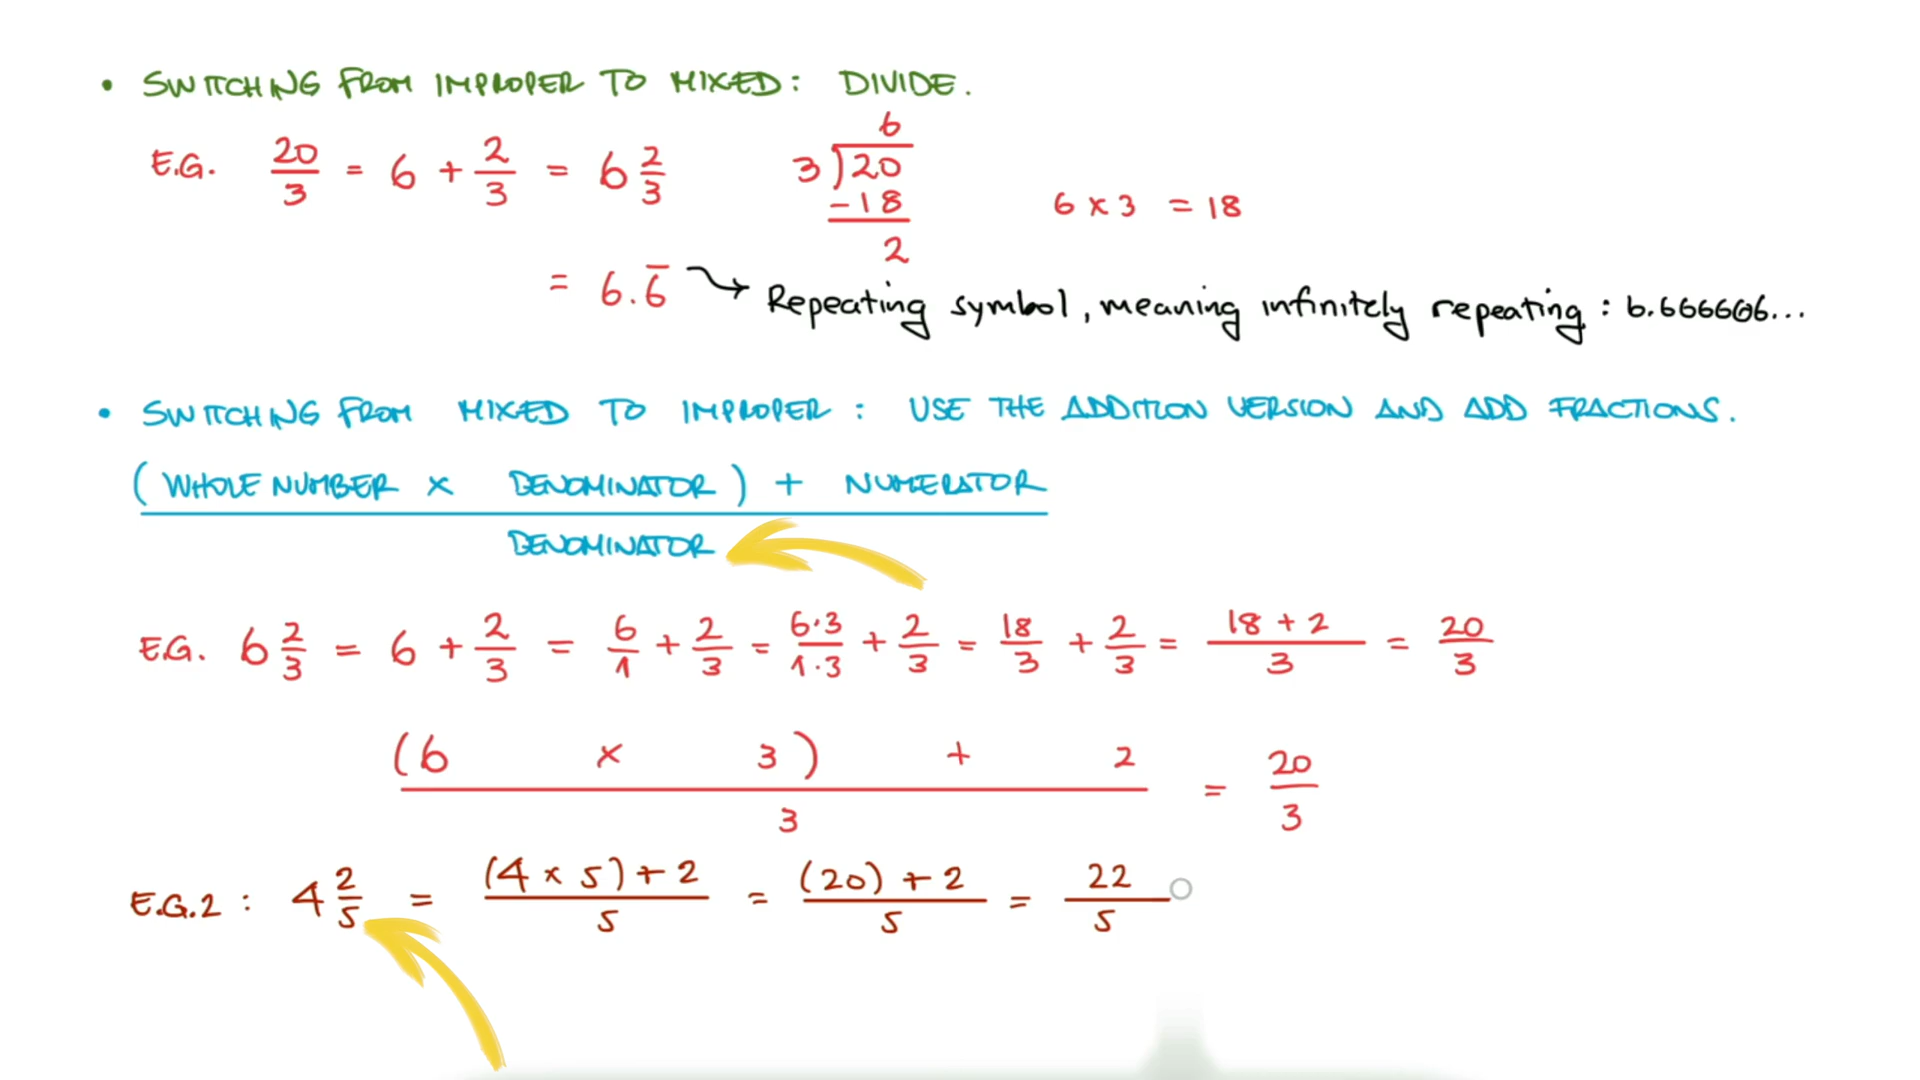 • SWITCHING FROM IMPROPER TO MIXED: DIVIDE.
E.G. 20/3 = 6 + 2/3 = 6 2/3
6
3)20
-18
2
6 x 3 = 18
= 6.6̅ → Repeating symbol, meaning infinitely repeating: 6.666666...
• SWITCHING FROM MIXED TO IMPROPER: USE THE ADDITION VERSION AND ADD FRACTIONS.
(WHOLE NUMBER x DENOMINATOR) + NUMERATOR
DENOMINATOR
E.G. 6 2/3 = 6 + 2/3 = 6/1 + 2/3 = 6·3/1·3 + 2/3 = 18/3 + 2/3 = 18+2/3 = 20/3
(6 x 3) + 2
3
= 20/3
E.G.2: 4 2/5 = (4 x 5)+2/5 = (20)+2/5 = 22/5